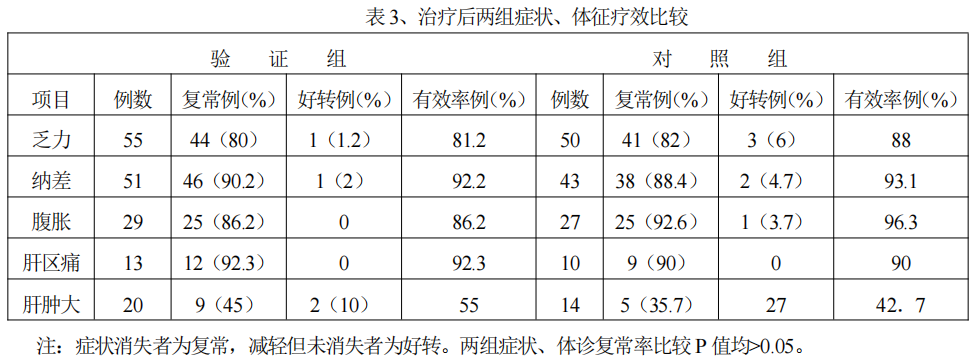 表 3、治疗后两组症状、体征疗效比较
验 证 组 对 照 组
项目 例数 复常例(%) 好转例(%) 有效率例(%) 例数 复常例(%) 好转例(%) 有效率例(%)
乏力 55 44（80） 1（1.2） 81.2 50 41（82） 3（6） 88
纳差 51 46（90.2） 1（2） 92.2 43 38（88.4） 2（4.7） 93.1
腹胀 29 25（86.2） 0 86.2 27 25（92.6） 1（3.7） 96.3
肝区痛 13 12（92.3） 0 92.3 10 9（90） 0 90
肝肿大 20 9（45） 2（10） 55 14 5（35.7） 27 42．7
注：症状消失者为复常，减轻但未消失者为好转。两组症状、体诊复常率比较 P 值均>0.05。